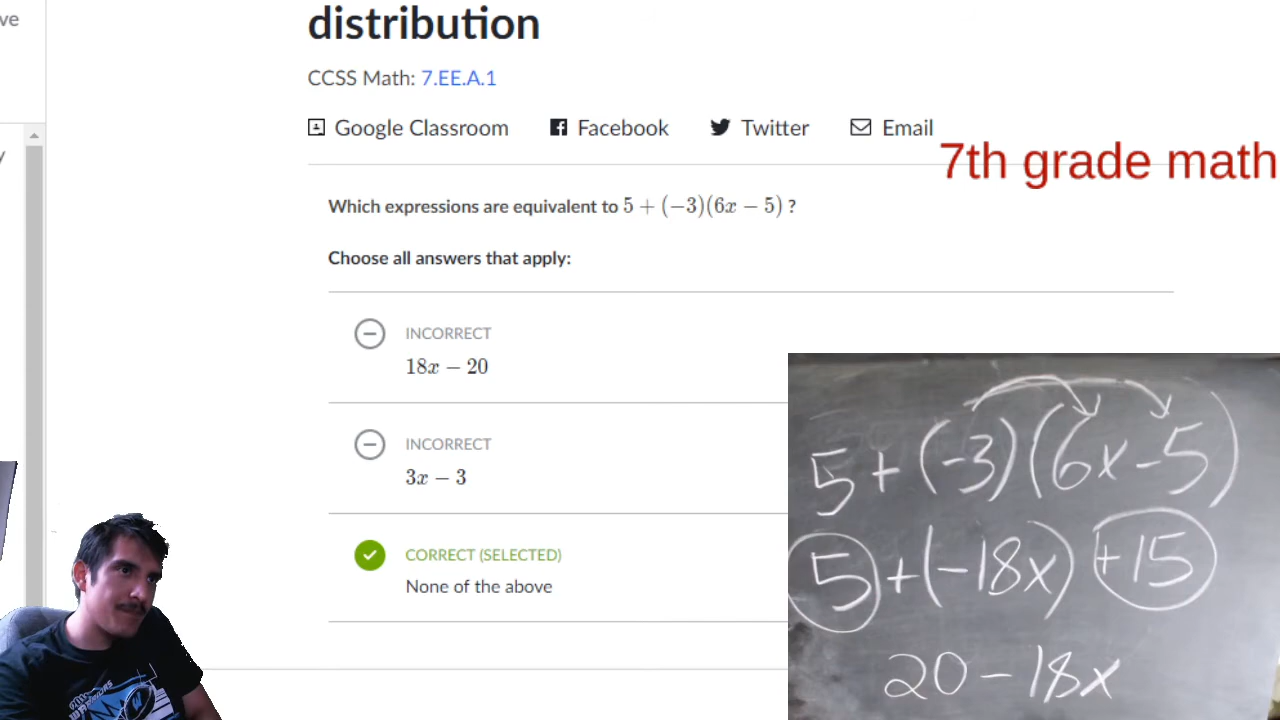 ve
y
distribution
CCSS Math: 7.EE.A.1
Google Classroom Facebook Twitter Email
7th grade math
Which expressions are equivalent to 5 + (−3)(6x − 5) ?
Choose all answers that apply:
INCORRECT
18x − 20
INCORRECT
3x − 3
CORRECT (SELECTED)
None of the above
5 + (-3)(6x - 5)
5 + (-18x) + 15
20 - 18x